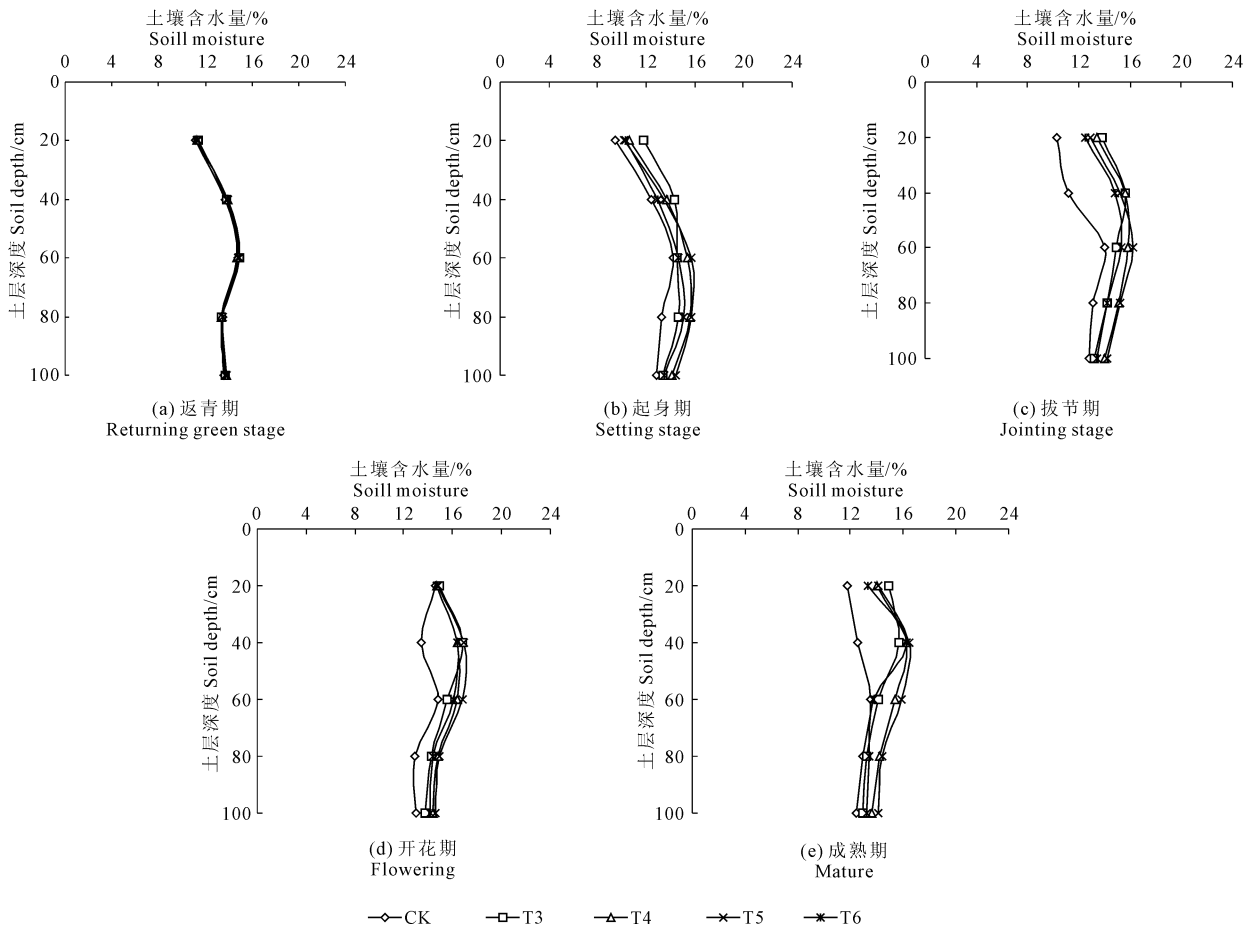 土壤含水量/%
Soill moisture
0 4 8 12 16 20 24
0
20
40
60
80
100
土层深度 Soil depth/cm
(a) 返青期
Returning green stage
土壤含水量/%
Soill moisture
0 4 8 12 16 20 24
0
20
40
60
80
100
土层深度 Soil depth/cm
(b) 起身期
Setting stage
土壤含水量/%
Soill moisture
0 4 8 12 16 20 24
0
20
40
60
80
100
土层深度 Soil depth/cm
(c) 拔节期
Jointing stage
土壤含水量/%
Soill moisture
0 4 8 12 16 20 24
0
20
40
60
80
100
土层深度 Soil depth/cm
(d) 开花期
Flowering
土壤含水量/%
Soill moisture
0 4 8 12 16 20 24
0
20
40
60
80
100
土层深度 Soil depth/cm
(e) 成熟期
Mature
CK T3 T4 T5 T6